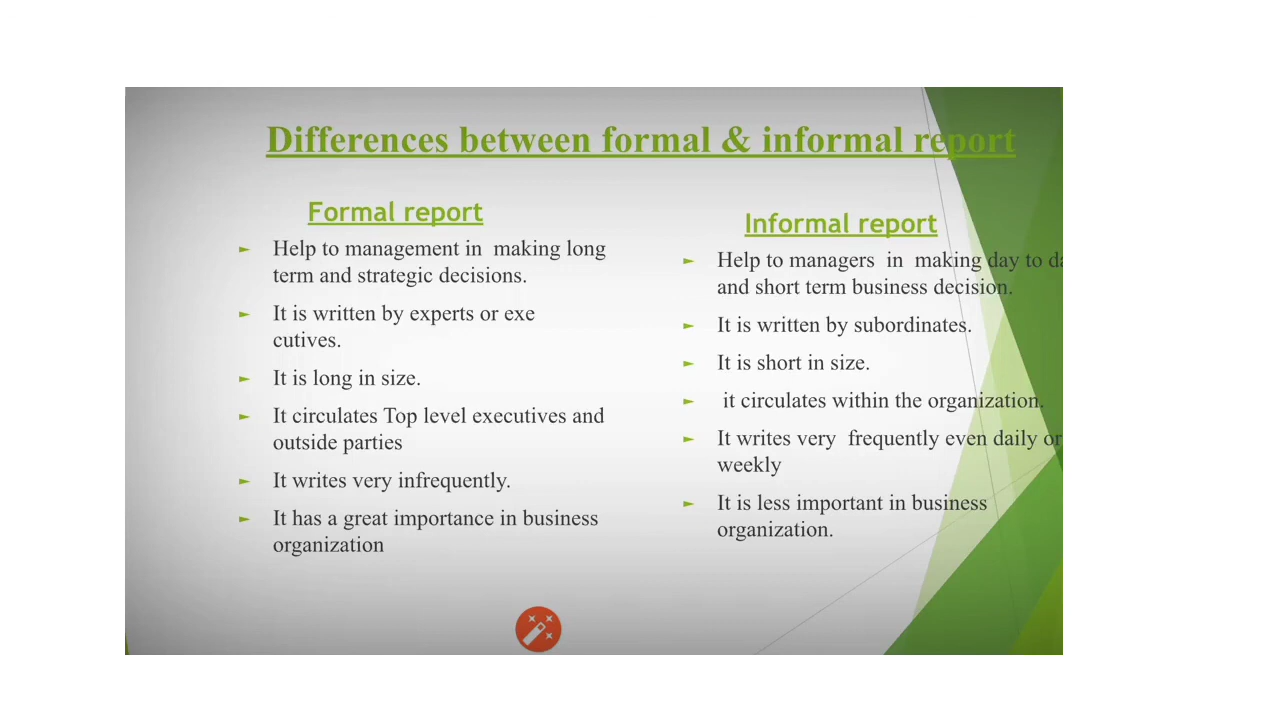 Differences between formal & informal report
Formal report
► Help to management in making long
term and strategic decisions.
► It is written by experts or exe
cutives.
► It is long in size.
► It circulates Top level executives and
outside parties
► It writes very infrequently.
► It has a great importance in business
organization
Informal report
► Help to managers in making day to da
and short term business decision.
► It is written by subordinates.
► It is short in size.
► it circulates within the organization.
► It writes very frequently even daily or
weekly
► It is less important in business
organization.